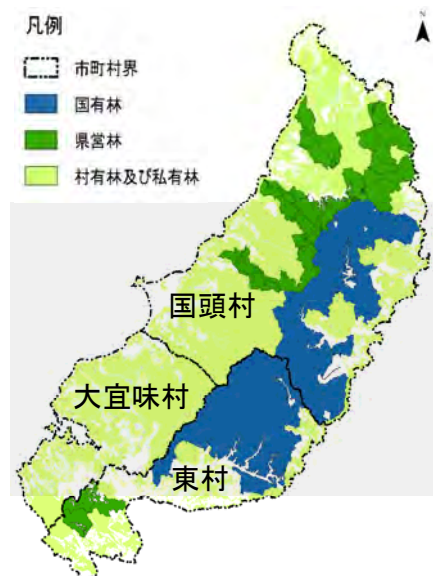 N
凡例
市町村界
国有林
県営林
村有林及び私有林
国頭村
大宜味村
東村